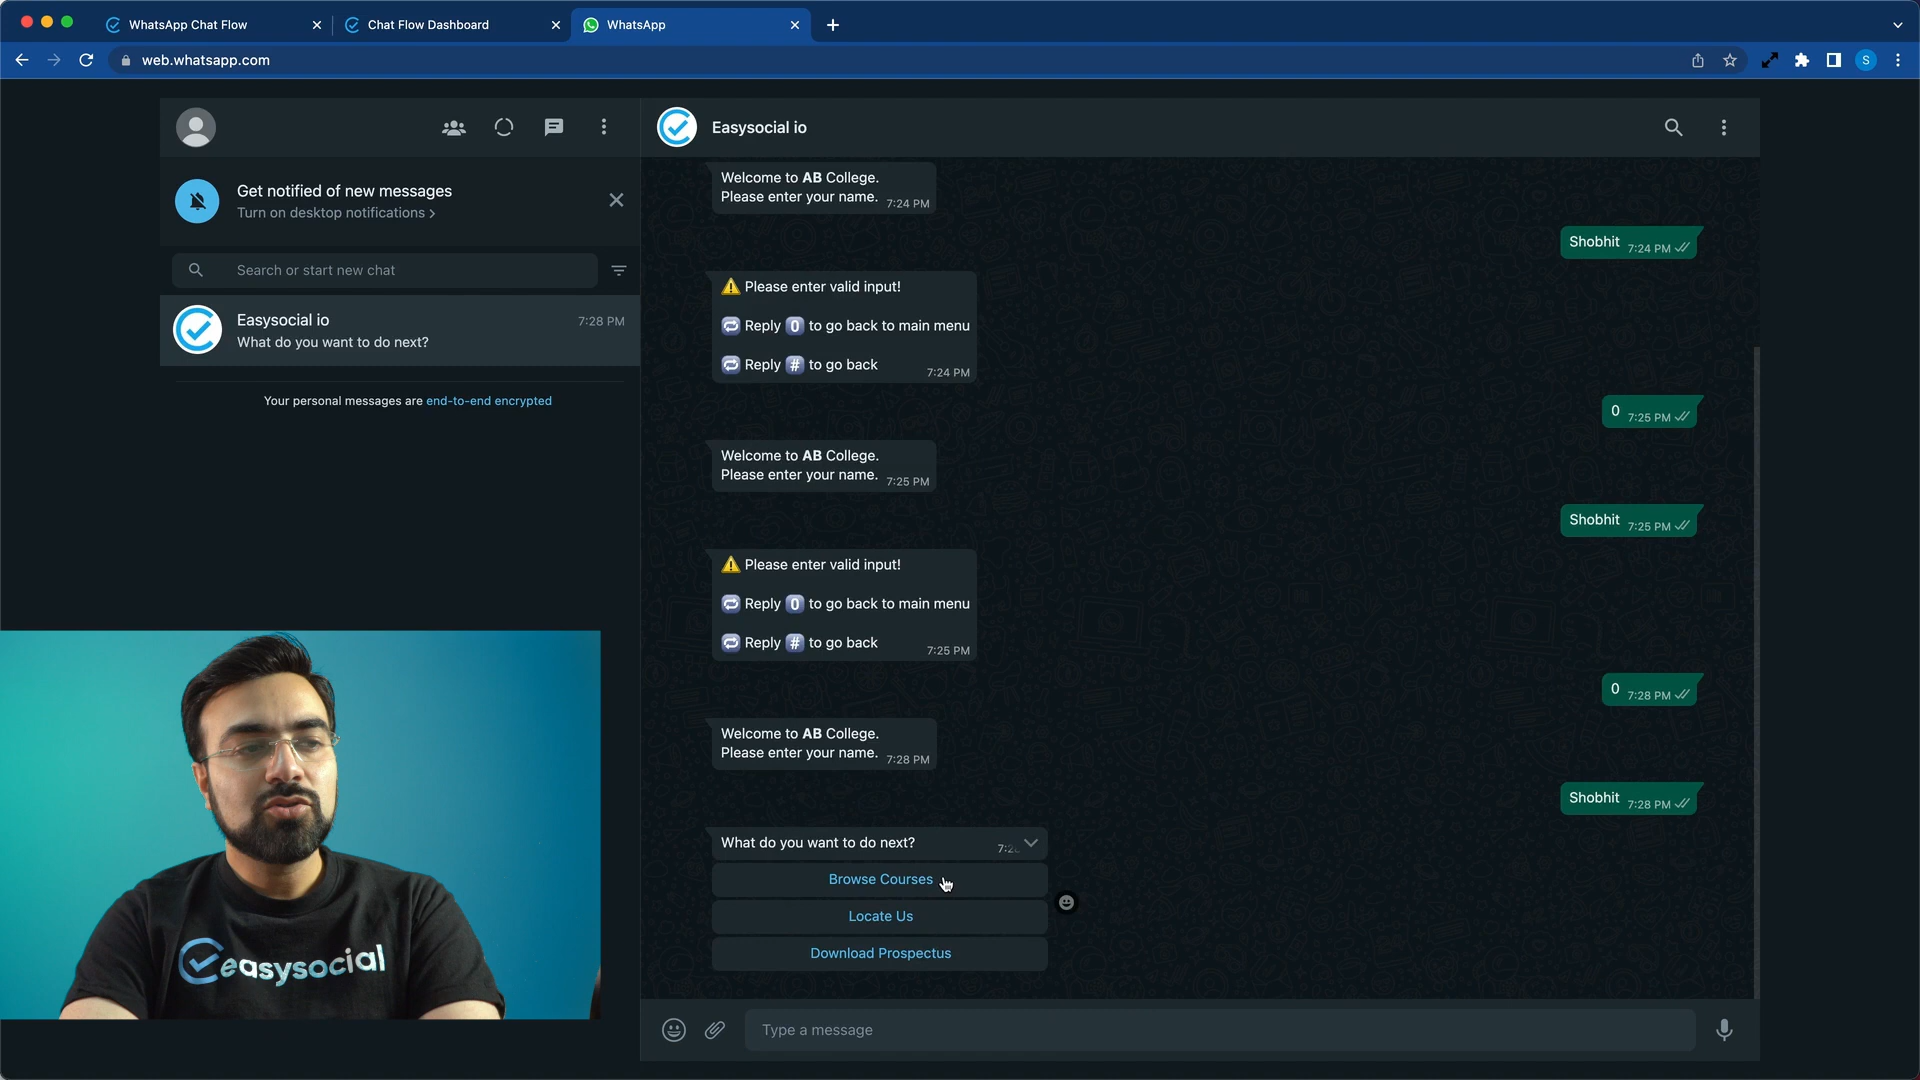 WhatsApp Chat Flow
Chat Flow Dashboard
WhatsApp
web.whatsapp.com
S
Easysocial io
Get notified of new messages
Turn on desktop notifications >
Search or start new chat
Easysocial io
7:28 PM
What do you want to do next?
Your personal messages are end-to-end encrypted
Welcome to AB College.
Please enter your name. 7:24 PM
Shobhit 7:24 PM
⚠️ Please enter valid input!
🔁 Reply 0️⃣ to go back to main menu
🔁 Reply #️⃣ to go back
7:24 PM
0 7:25 PM
Welcome to AB College.
Please enter your name. 7:25 PM
Shobhit 7:25 PM
⚠️ Please enter valid input!
🔁 Reply 0️⃣ to go back to main menu
🔁 Reply #️⃣ to go back
7:25 PM
0 7:28 PM
Welcome to AB College.
Please enter your name. 7:28 PM
Shobhit 7:28 PM
What do you want to do next?
Browse Courses
Locate Us
Download Prospectus
Type a message
easysocial